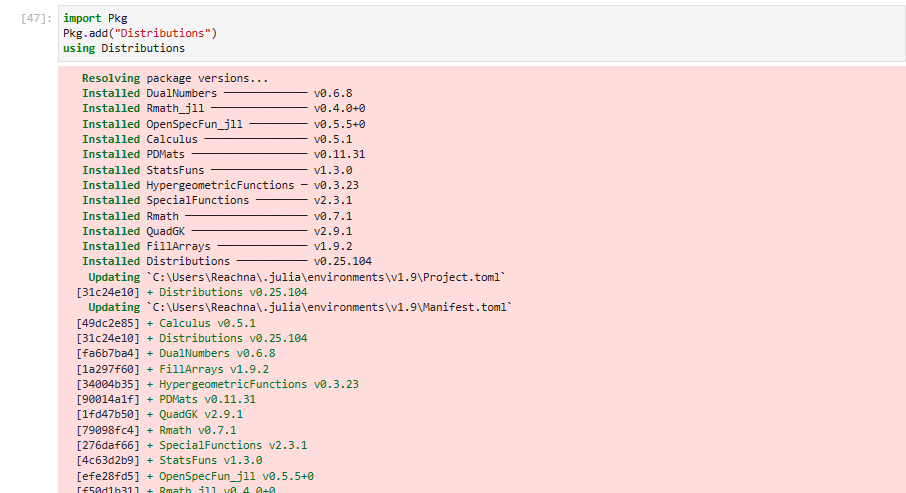 [47]: import Pkg
Pkg.add("Distributions")
using Distributions
Resolving package versions...
Installed DualNumbers ───────────── v0.6.8
Installed Rmath_jll ─────────────── v0.4.0+0
Installed OpenSpecFun_jll ───────── v0.5.5+0
Installed Calculus ──────────────── v0.5.1
Installed PDMats ────────────────── v0.11.31
Installed StatsFuns ─────────────── v1.3.0
Installed HypergeometricFunctions ─ v0.3.23
Installed SpecialFunctions ──────── v2.3.1
Installed Rmath ─────────────────── v0.7.1
Installed QuadGK ────────────────── v2.9.1
Installed FillArrays ────────────── v1.9.2
Installed Distributions ─────────── v0.25.104
Updating `C:\Users\Reachna\.julia\environments\v1.9\Project.toml`
[31c24e10] + Distributions v0.25.104
Updating `C:\Users\Reachna\.julia\environments\v1.9\Manifest.toml`
[49dc2e85] + Calculus v0.5.1
[31c24e10] + Distributions v0.25.104
[fa6b7ba4] + DualNumbers v0.6.8
[1a297f60] + FillArrays v1.9.2
[34004b35] + HypergeometricFunctions v0.3.23
[90014a1f] + PDMats v0.11.31
[1fd47b50] + QuadGK v2.9.1
[79098fc4] + Rmath v0.7.1
[276daf66] + SpecialFunctions v2.3.1
[4c63d2b9] + StatsFuns v1.3.0
[efe28fd5] + OpenSpecFun_jll v0.5.5+0
[f50d1b31] + Rmath_jll v0.4.0+0